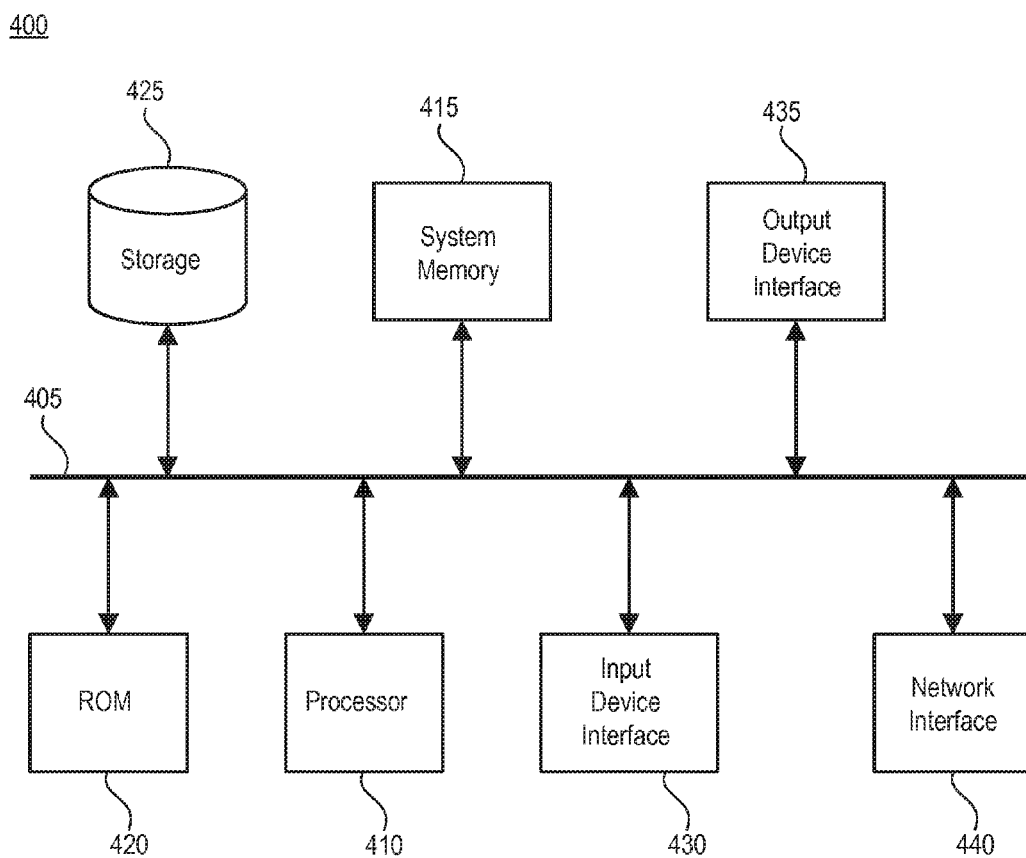 400
425
415
435
Storage
System
Memory
Output
Device
Interface
405
ROM
Processor
Input
Device
Interface
Network
Interface
420
410
430
440